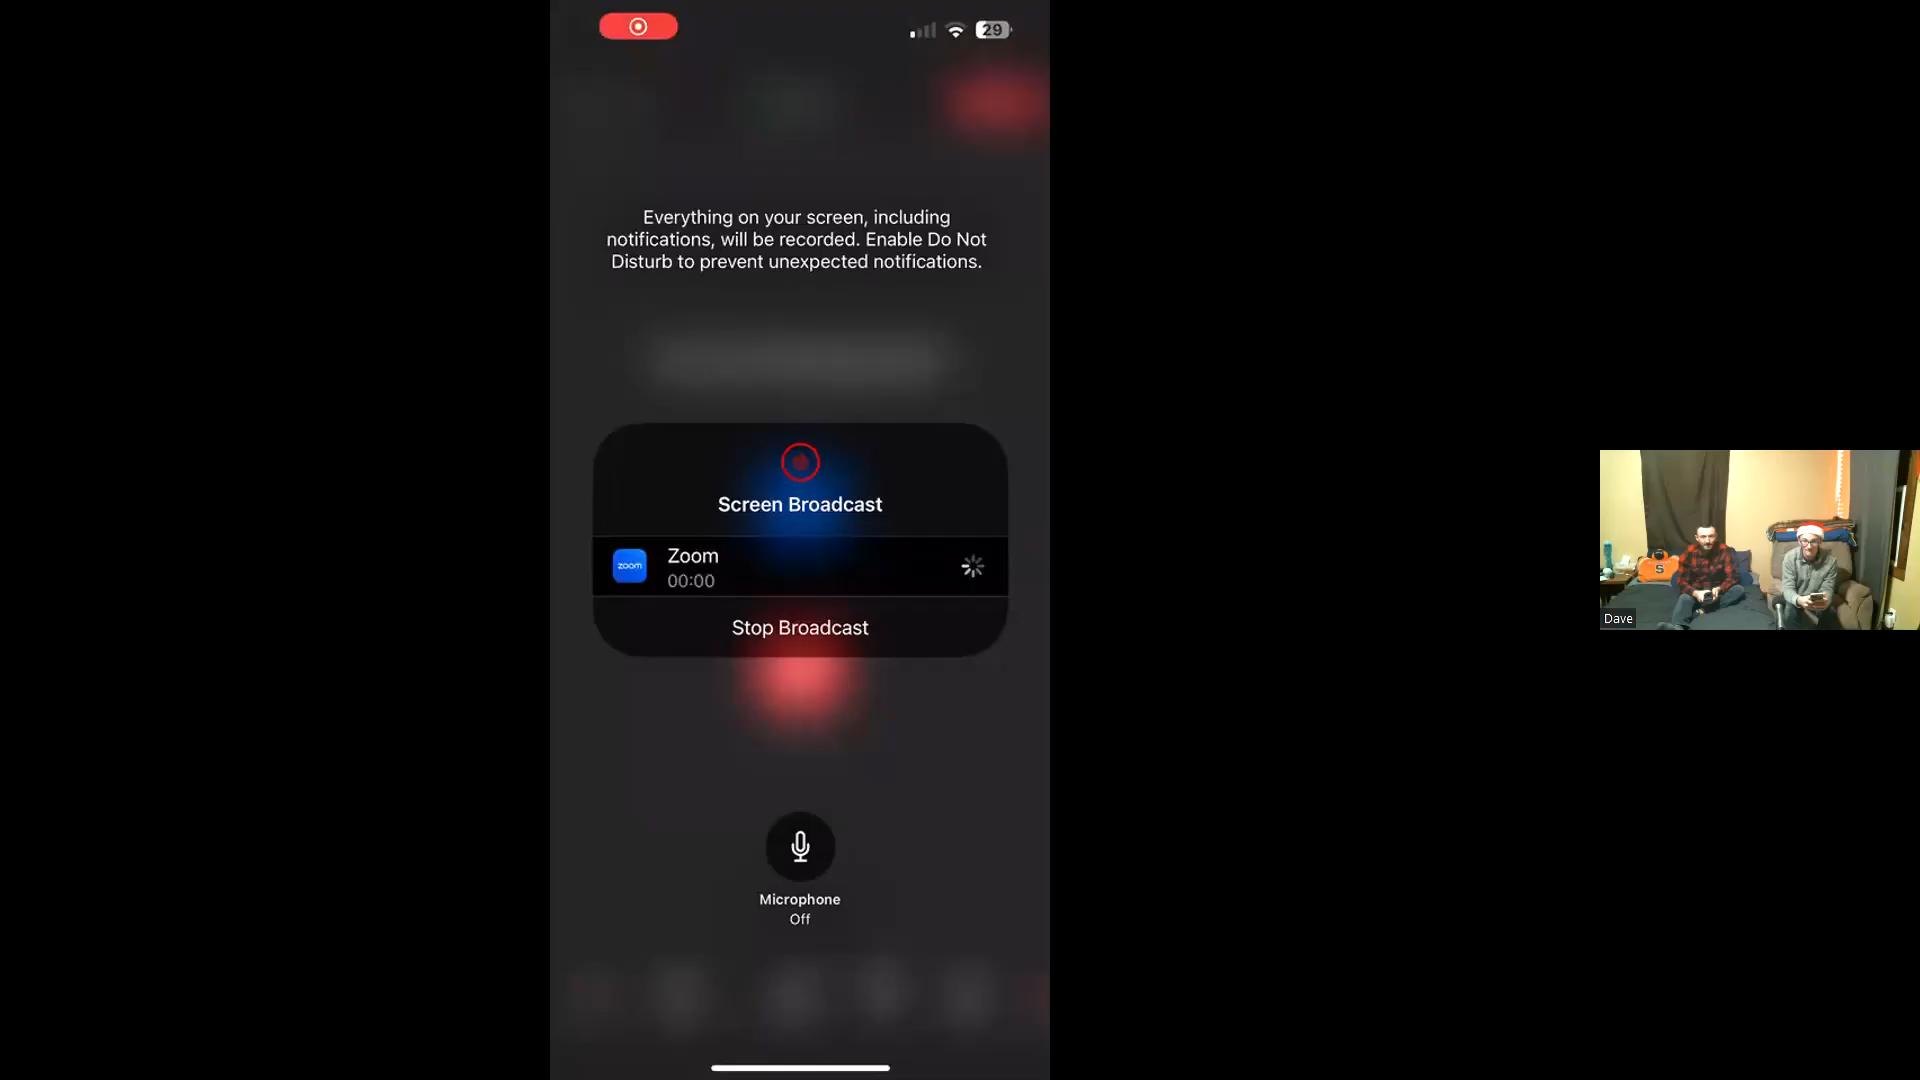 29
Everything on your screen, including
notifications, will be recorded. Enable Do Not
Disturb to prevent unexpected notifications.
Screen Broadcast
zoom
Zoom
00:00
Stop Broadcast
Microphone
Off
S
Dave